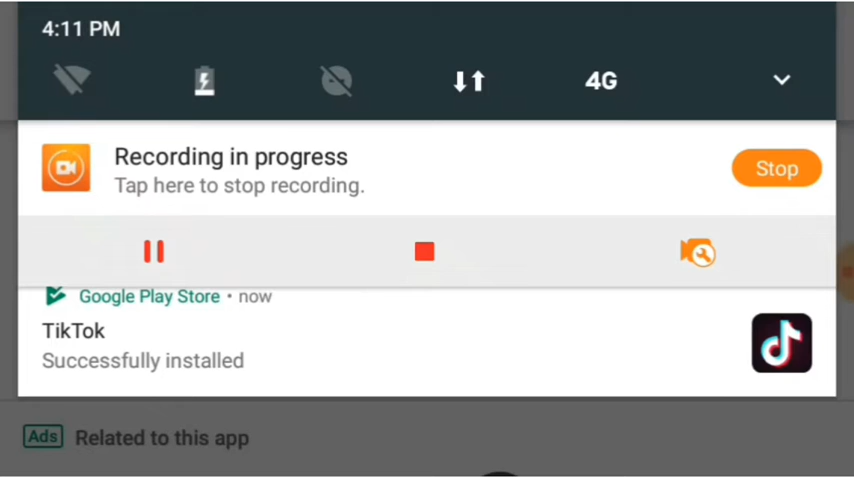 4:11 PM
4G
Recording in progress
Tap here to stop recording.
Stop
Google Play Store • now
TikTok
Successfully installed
Ads Related to this app